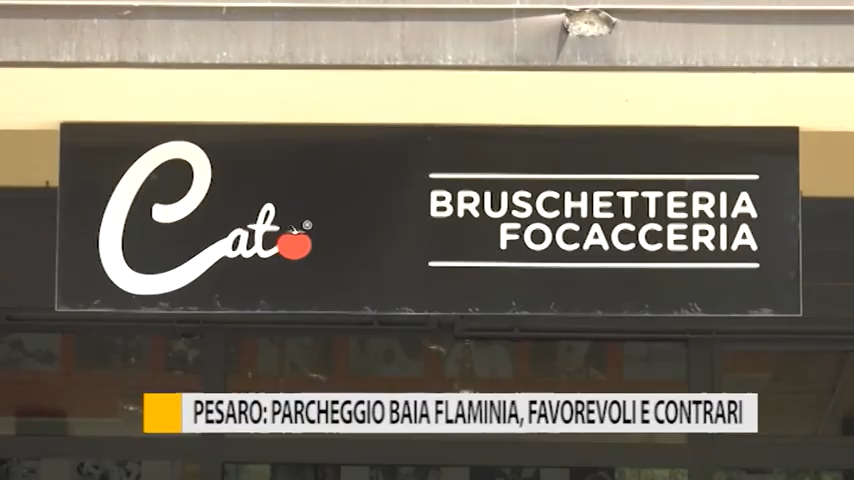 Cat®
BRUSCHETTERIA
FOCACCERIA
PESARO: PARCHEGGIO BAIA FLAMINIA, FAVOREVOLI E CONTRARI